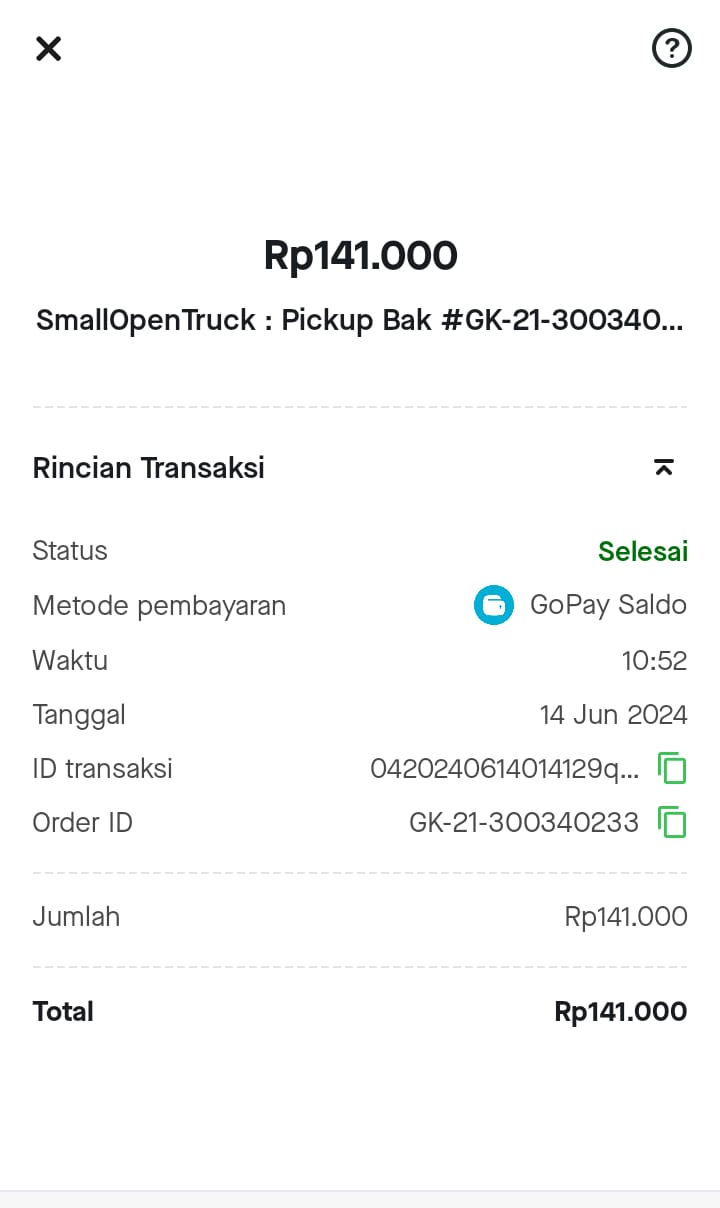 Rp141.000
SmallOpenTruck : Pickup Bak #GK-21-300340...
Rincian Transaksi
Status Selesai
Metode pembayaran GoPay Saldo
Waktu 10:52
Tanggal 14 Jun 2024
ID transaksi 0420240614014129q...
Order ID GK-21-300340233
Jumlah Rp141.000
Total Rp141.000